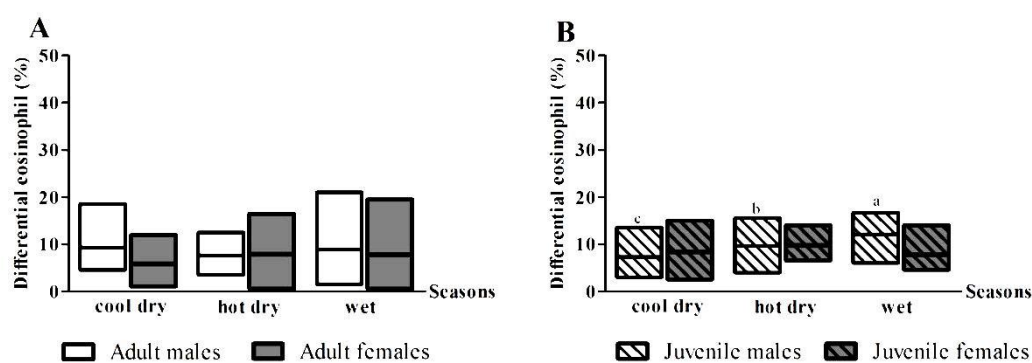 A
Differential eosinophil (%)
50
40
30
20
10
0
cool dry hot dry wet
Seasons
Adult males Adult females
B
Differential eosinophil (%)
50
40
30
20
10
0
c b a
cool dry hot dry wet
Seasons
Juvenile males Juvenile females